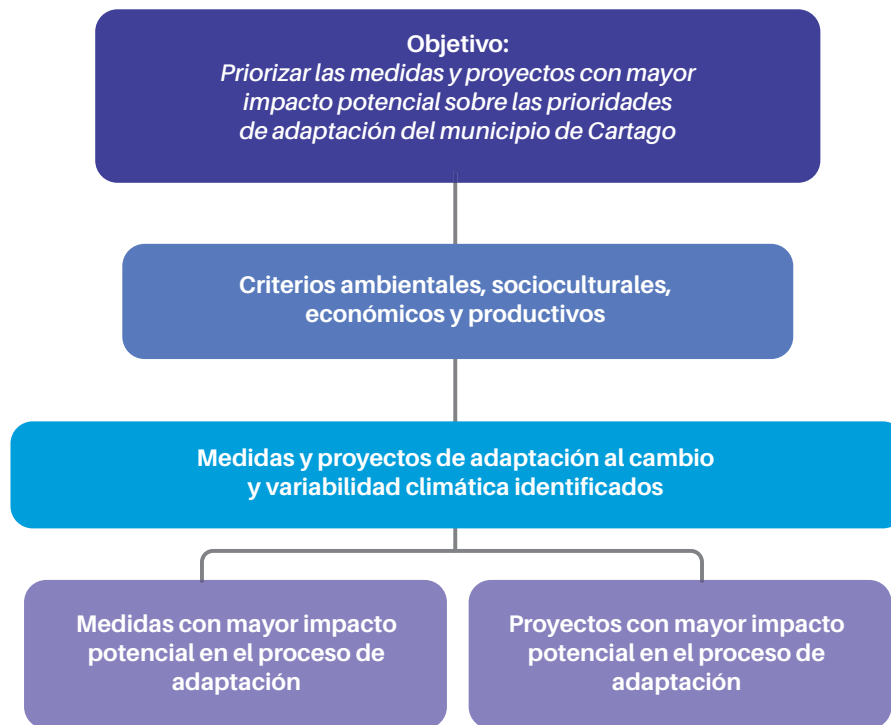 Objetivo:
Priorizar las medidas y proyectos con mayor
impacto potencial sobre las prioridades
de adaptación del municipio de Cartago
Criterios ambientales, socioculturales,
económicos y productivos
Medidas y proyectos de adaptación al cambio
y variabilidad climática identificados
Medidas con mayor impacto
potencial en el proceso de
adaptación
Proyectos con mayor impacto
potencial en el proceso de
adaptación